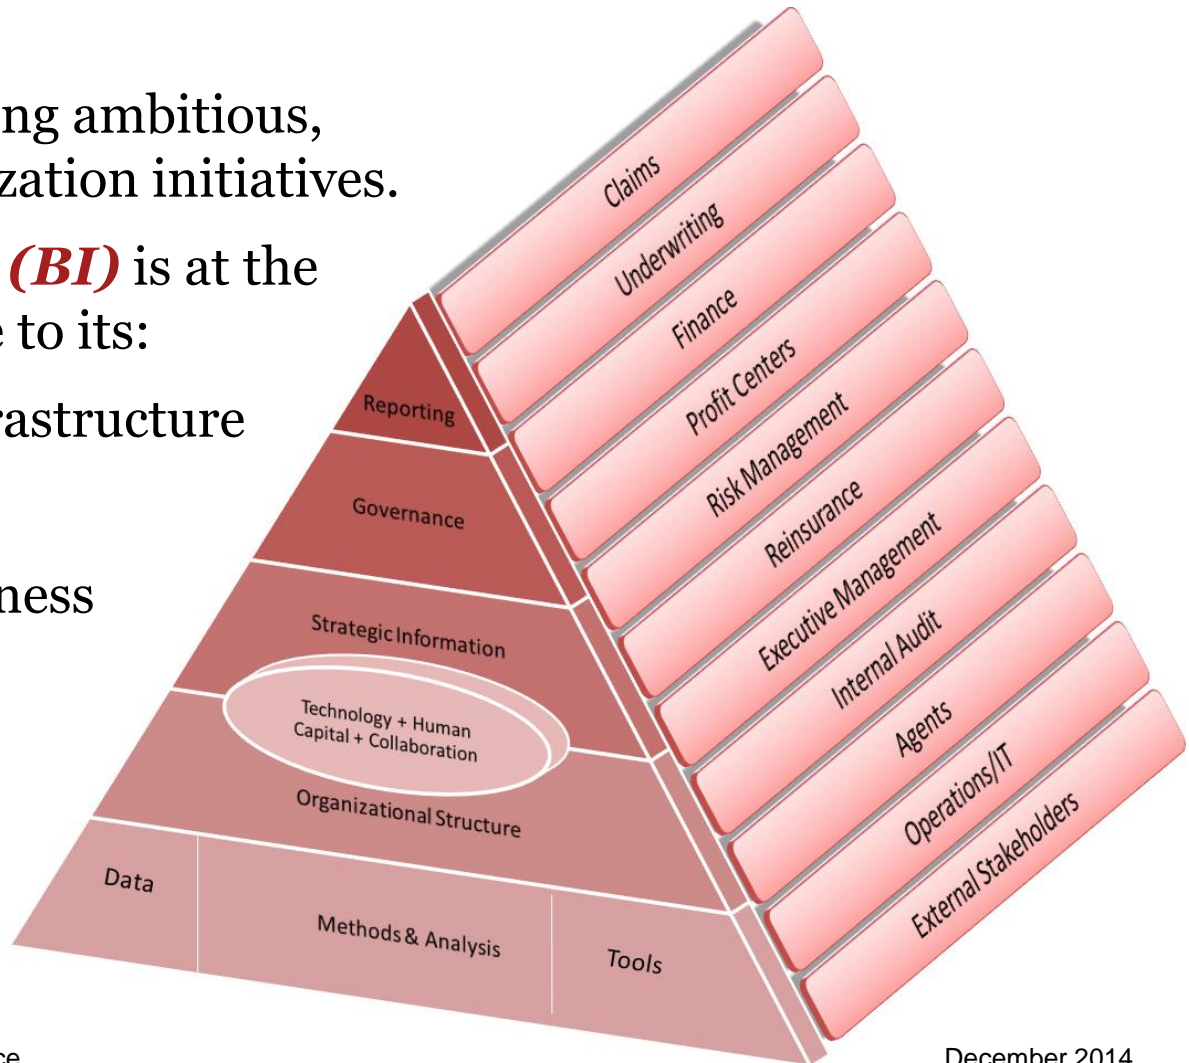 ng ambitious,
zation initiatives.
(BI) is at the
e to its:
rastructure
ness
Reporting
Governance
Strategic Information
Technology + Human
Capital + Collaboration
Organizational Structure
Data
Methods & Analysis
Tools
Claims
Underwriting
Finance
Profit Centers
Risk Management
Reinsurance
Executive Management
Internal Audit
Agents
Operations/IT
External Stakeholders
ce
December 2014